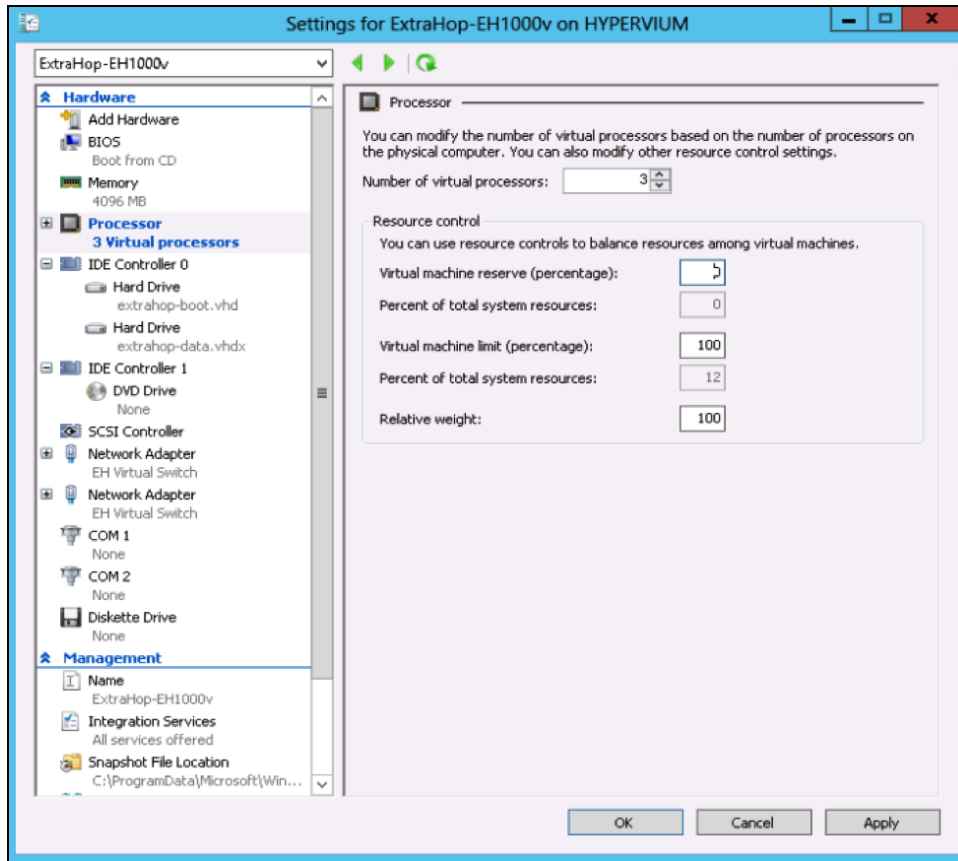 Settings for ExtraHop-EH1000v on HYPERVIUM
ExtraHop-EH1000v
Hardware
Add Hardware
BIOS
Boot from CD
Memory
4096 MB
Processor
3 Virtual processors
IDE Controller 0
Hard Drive
extrahop-boot.vhd
Hard Drive
extrahop-data.vhdx
IDE Controller 1
DVD Drive
None
SCSI Controller
Network Adapter
EH Virtual Switch
Network Adapter
EH Virtual Switch
COM 1
None
COM 2
None
Diskette Drive
None
Management
Name
ExtraHop-EH1000v
Integration Services
All services offered
Snapshot File Location
C:\ProgramData\Microsoft\Win...
Processor
You can modify the number of virtual processors based on the number of processors on
the physical computer. You can also modify other resource control settings.
Number of virtual processors: 3
Resource control
You can use resource controls to balance resources among virtual machines.
Virtual machine reserve (percentage):
Percent of total system resources: 0
Virtual machine limit (percentage): 100
Percent of total system resources: 12
Relative weight: 100
OK Cancel Apply